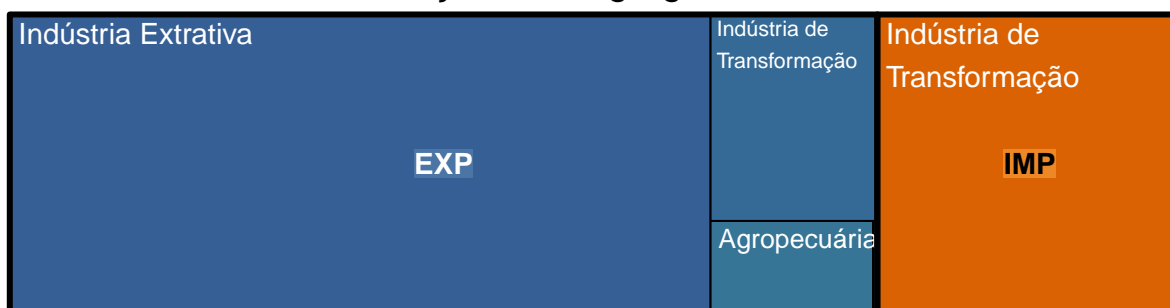 Indústria Extrativa
EXP
Indústria de
Transformação
Agropecuária
Indústria de
Transformação
IMP